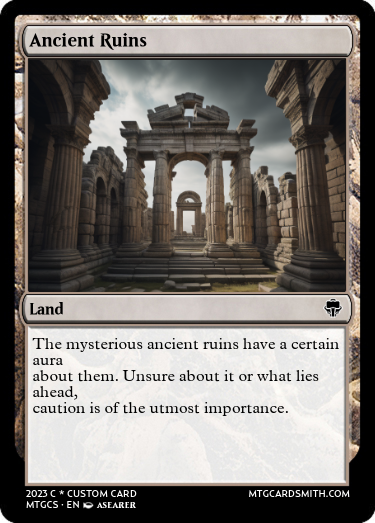 Ancient Ruins
Land
The mysterious ancient ruins have a certain
aura
about them. Unsure about it or what lies
ahead,
caution is of the utmost importance.
2023 C * CUSTOM CARD
MTGCS · EN ASEARER
MTGCARDSMITH.COM